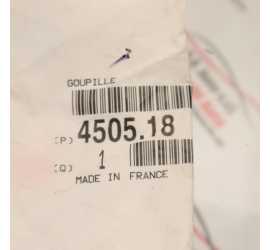 GOUPILLE
(P) 4505.18
(Q) 1
MADE IN FRANCE